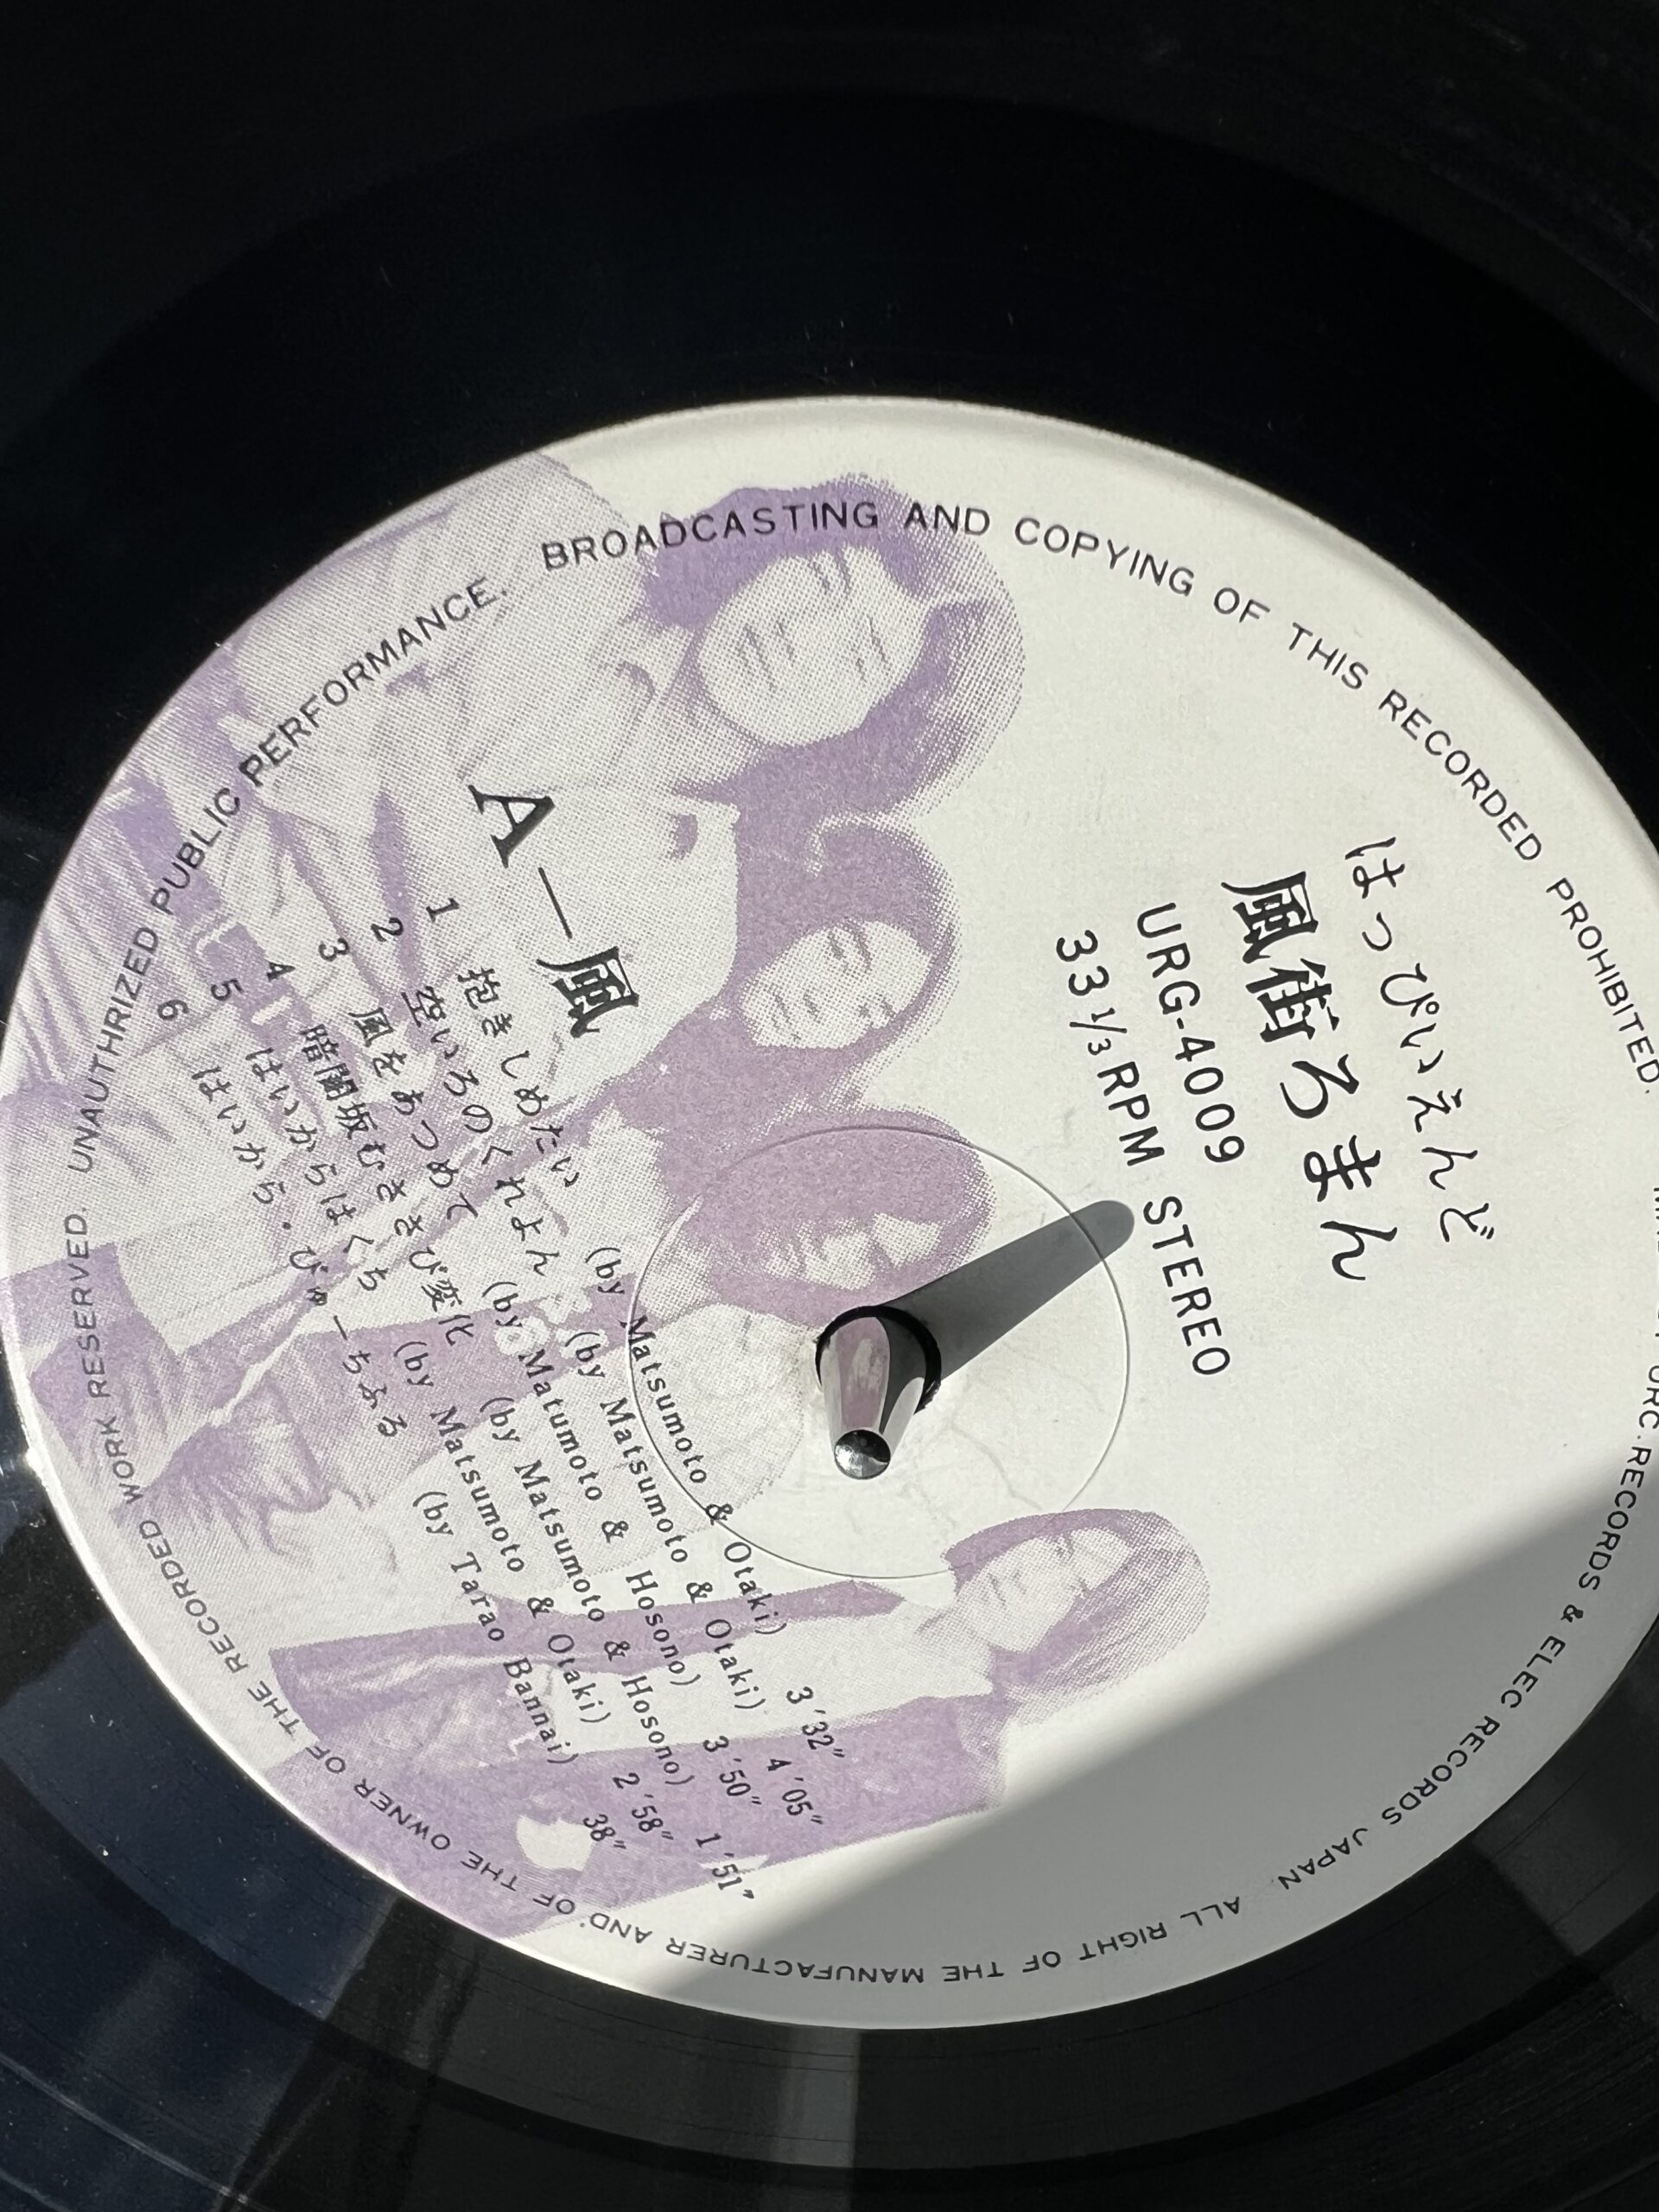 はっぴいえんど
風街ろまん
URG-4009
33 1/3 RPM STEREO
A—風
1 抱きしめたい (by Matsumoto & Otaki) 3'32"
2 空いろのくれよん (by Matsumoto & Otaki) 4'05"
3 風をあつめて (by Matumoto & Hosono) 3'50"
4 暗闇坂むささび変化 (by Matsumoto & Hosono) 1'51"
5 はいからはくち (by Matsumoto & Otaki) 2'58"
6 はいから・びゅーちふる (by Tarao Bannai) 38"
URC.RECORDS & ELEC RECORDS JAPAN ALL RIGHT OF THE MANUFACTURER AND OF THE OWNER OF THE RECORDED WORK RESERVED. UNAUTHRIZED PUBLIC PERFORMANCE. BROADCASTING AND COPYING OF THIS RECORDED PROHIBITED.